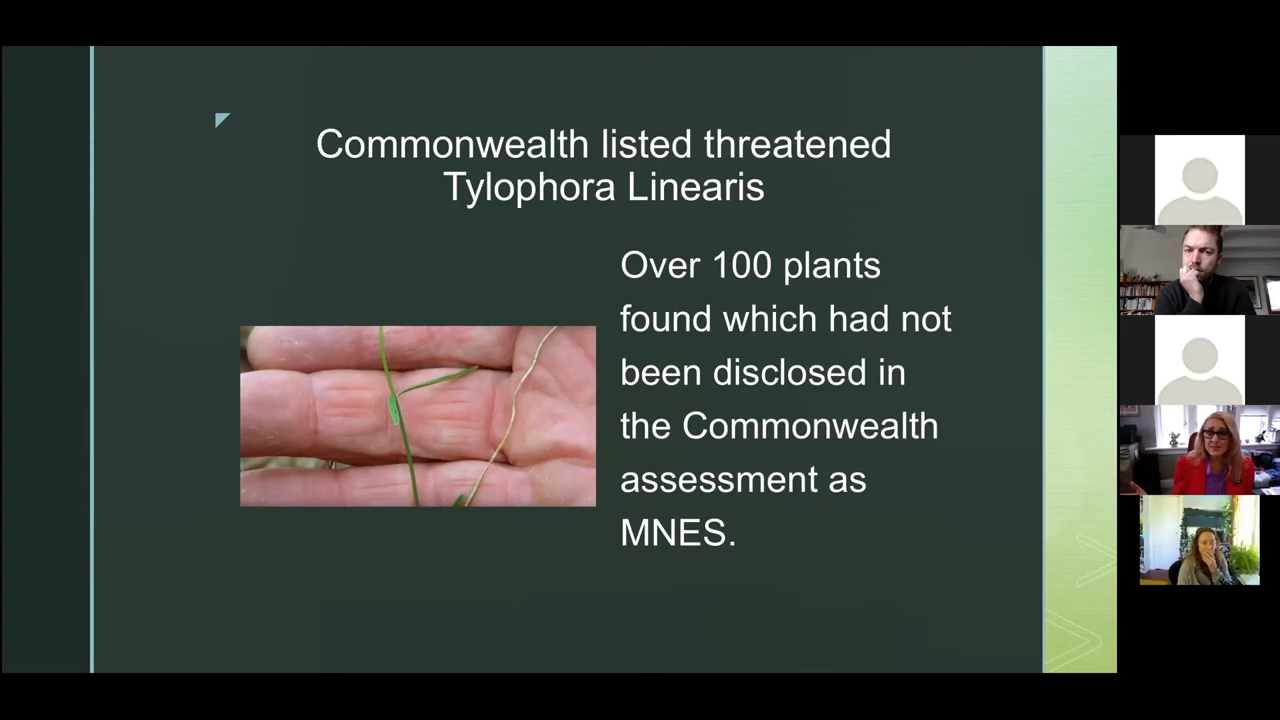 Commonwealth listed threatened
Tylophora Linearis
Over 100 plants
found which had not
been disclosed in
the Commonwealth
assessment as
MNES.